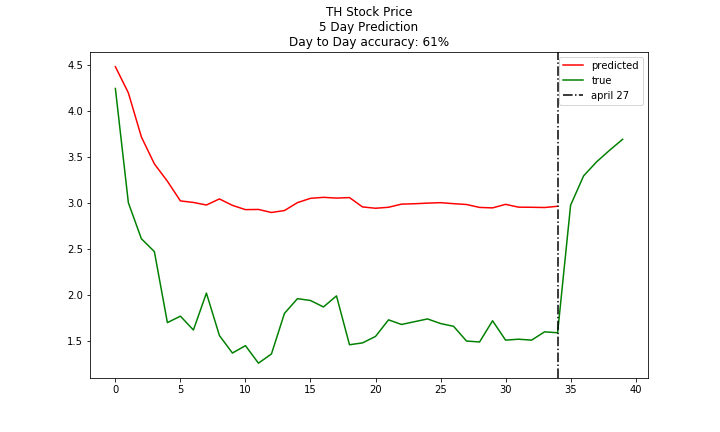 TH Stock Price
5 Day Prediction
Day to Day accuracy: 61%
predicted
true
april 27
4.5
4.0
3.5
3.0
2.5
2.0
1.5
0 5 10 15 20 25 30 35 40